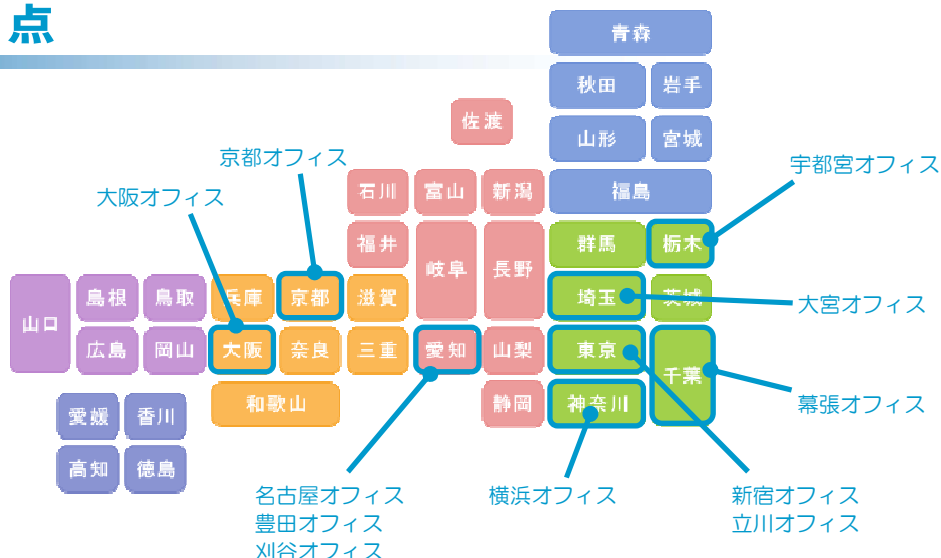 点
青森
秋田
岩手
佐渡
山形
宮城
京都オフィス
宇都宮オフィス
大阪オフィス
石川
富山
新潟
福島
福井
岐阜
長野
群馬
栃木
山口
島根
鳥取
兵庫
京都
滋賀
埼玉
茨城
大宮オフィス
広島
岡山
大阪
奈良
三重
愛知
山梨
東京
千葉
和歌山
静岡
神奈川
幕張オフィス
愛媛
香川
高知
徳島
名古屋オフィス
豊田オフィス
刈谷オフィス
横浜オフィス
新宿オフィス
立川オフィス